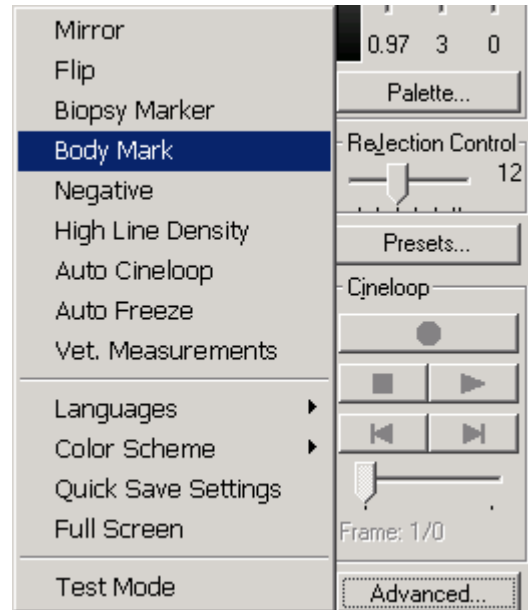 Mirror
Flip
Biopsy Marker
Body Mark
Negative
High Line Density
Auto Cineloop
Auto Freeze
Vet. Measurements
Languages
Color Scheme
Quick Save Settings
Full Screen
Test Mode
0.97 3 0
Palette...
ReJection Control
12
Presets...
Cineloop
Frame: 1/0
Advanced...